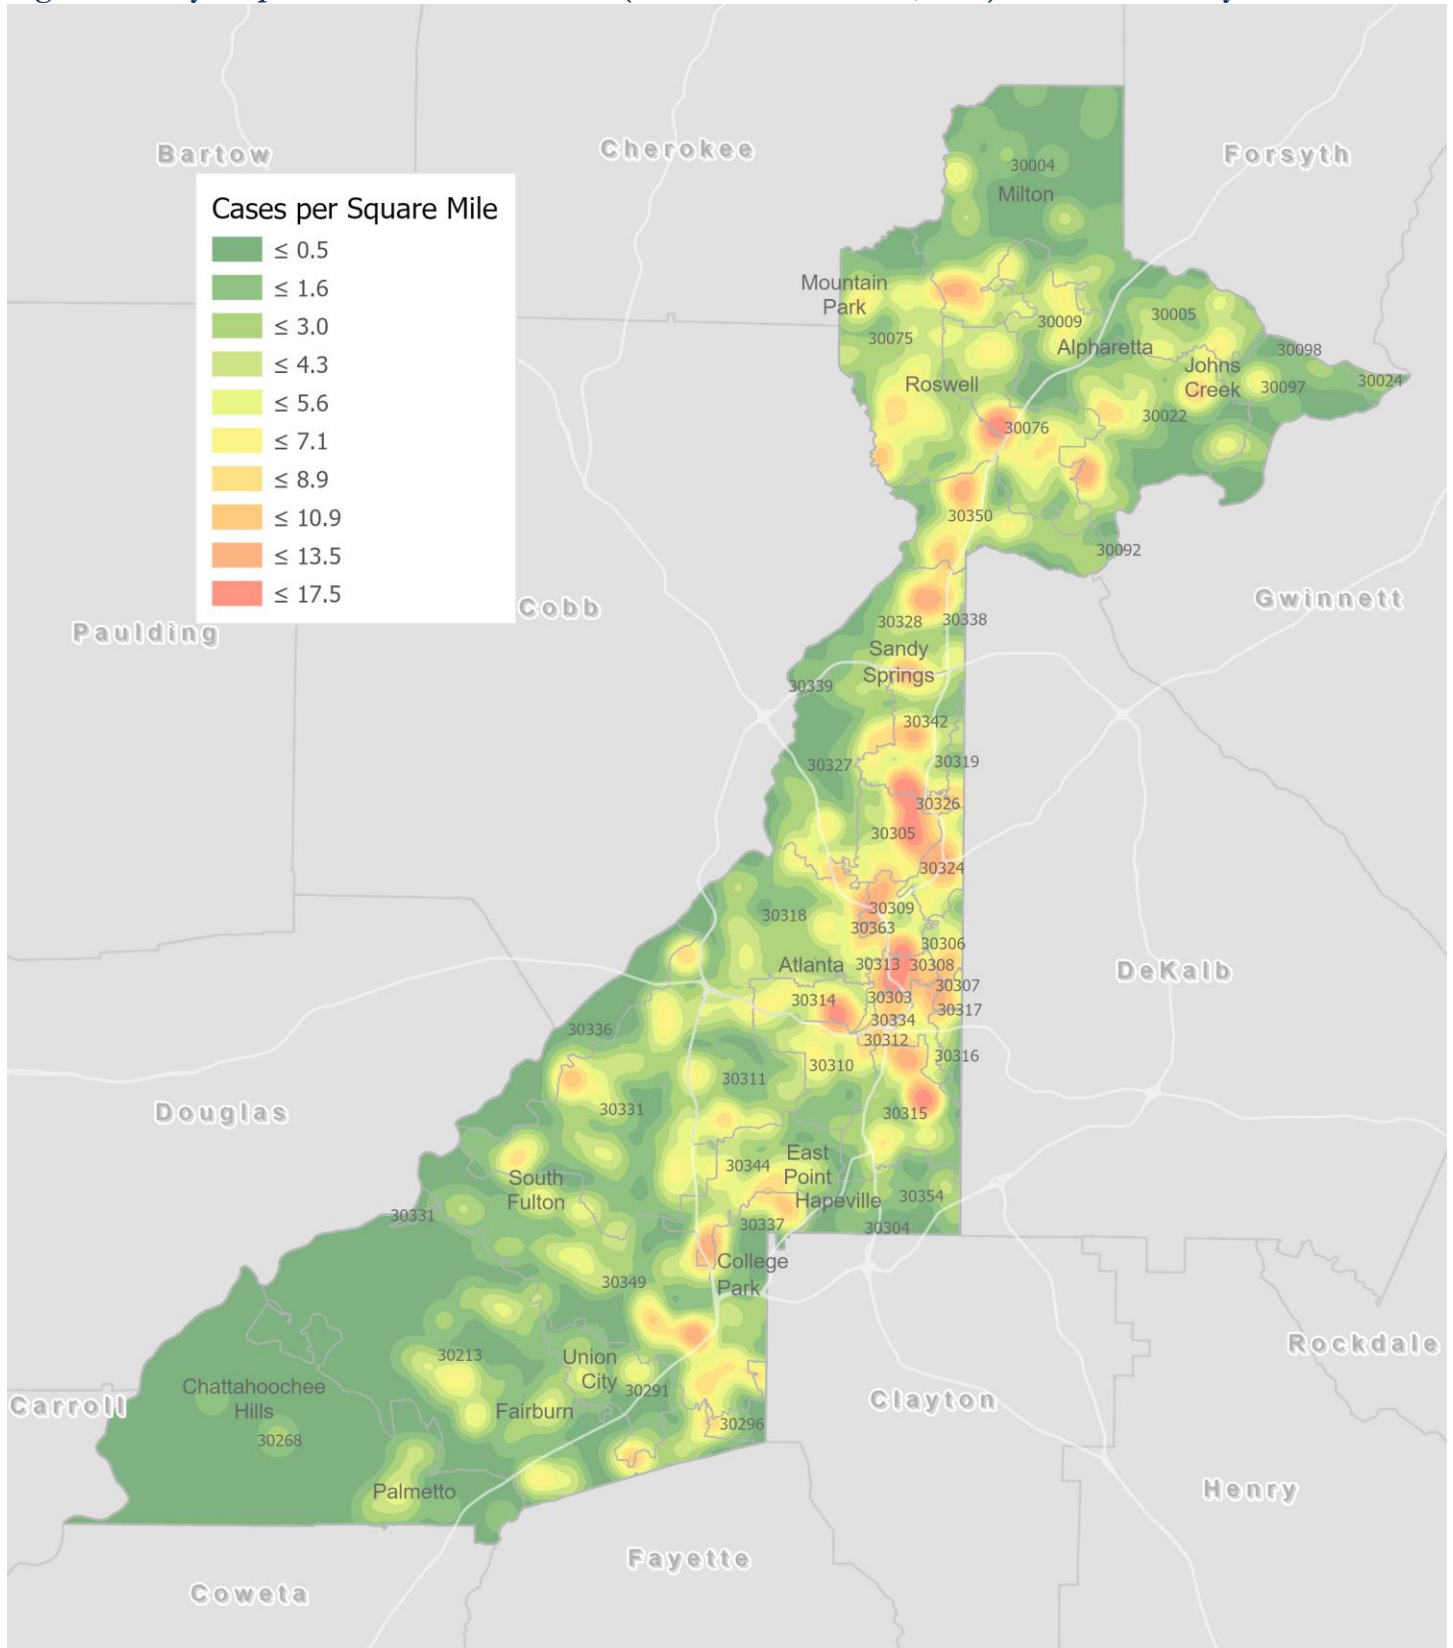 Bartow
Cherokee
Forsyth
Cases per Square Mile
≤ 0.5
≤ 1.6
≤ 3.0
≤ 4.3
≤ 5.6
≤ 7.1
≤ 8.9
≤ 10.9
≤ 13.5
≤ 17.5
30004
Milton
Mountain
Park
30075
30009
Alpharetta
30005
30098
Johns
Creek
30097
30024
Roswell
30076
30022
30350
30092
Paulding
Cobb
Gwinnett
30328
30338
Sandy
Springs
30339
30342
30327
30319
30326
30305
30324
30318
30309
30363
30306
Atlanta
30313
30308
DeKalb
30307
30314
30303
30317
30334
30336
30312
30316
30310
30311
Douglas
30331
30315
East
Point
30344
South
Fulton
Hapeville
30354
30331
30337
30304
College
Park
30349
Rockdale
30213
Union
City
30291
Chattahoochee
Hills
Carroll
Fairburn
Clayton
30296
30268
Palmetto
Henry
Fayette
Coweta